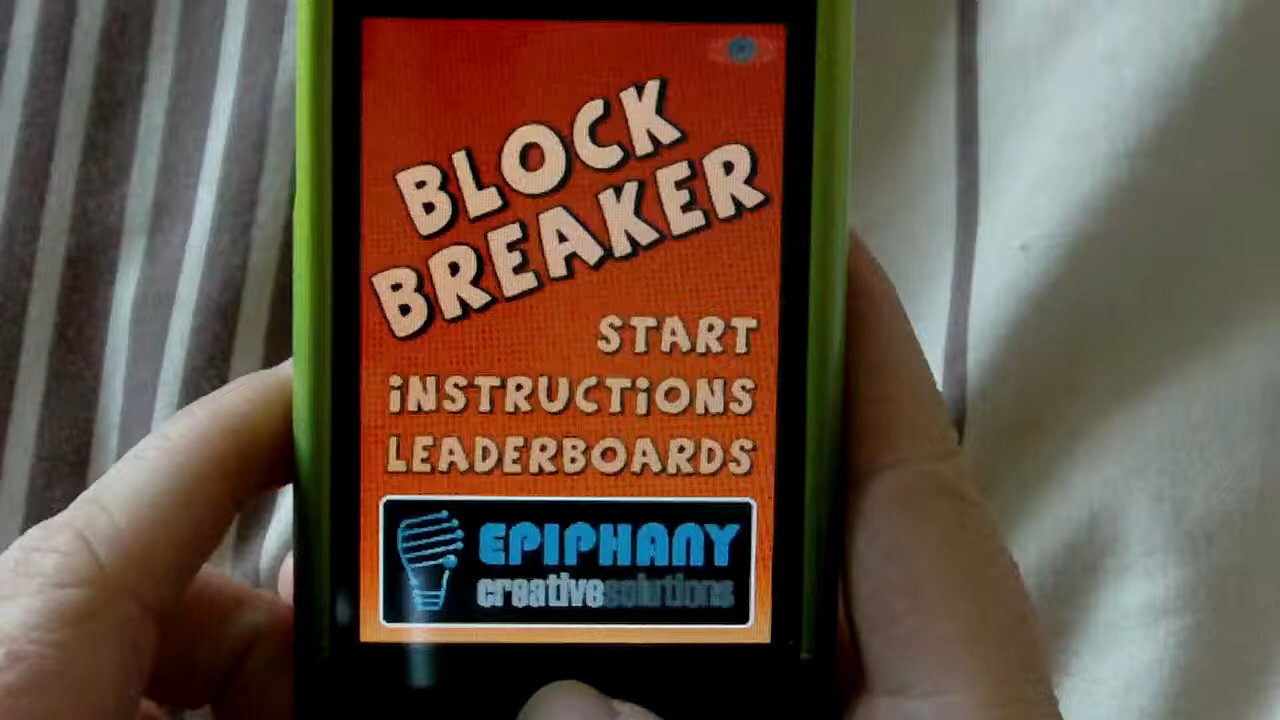 BLOCK
BREAKER
START
iNSTRUCTiONS
LEADERBOARDS
EPIPHANY
creativesolutions